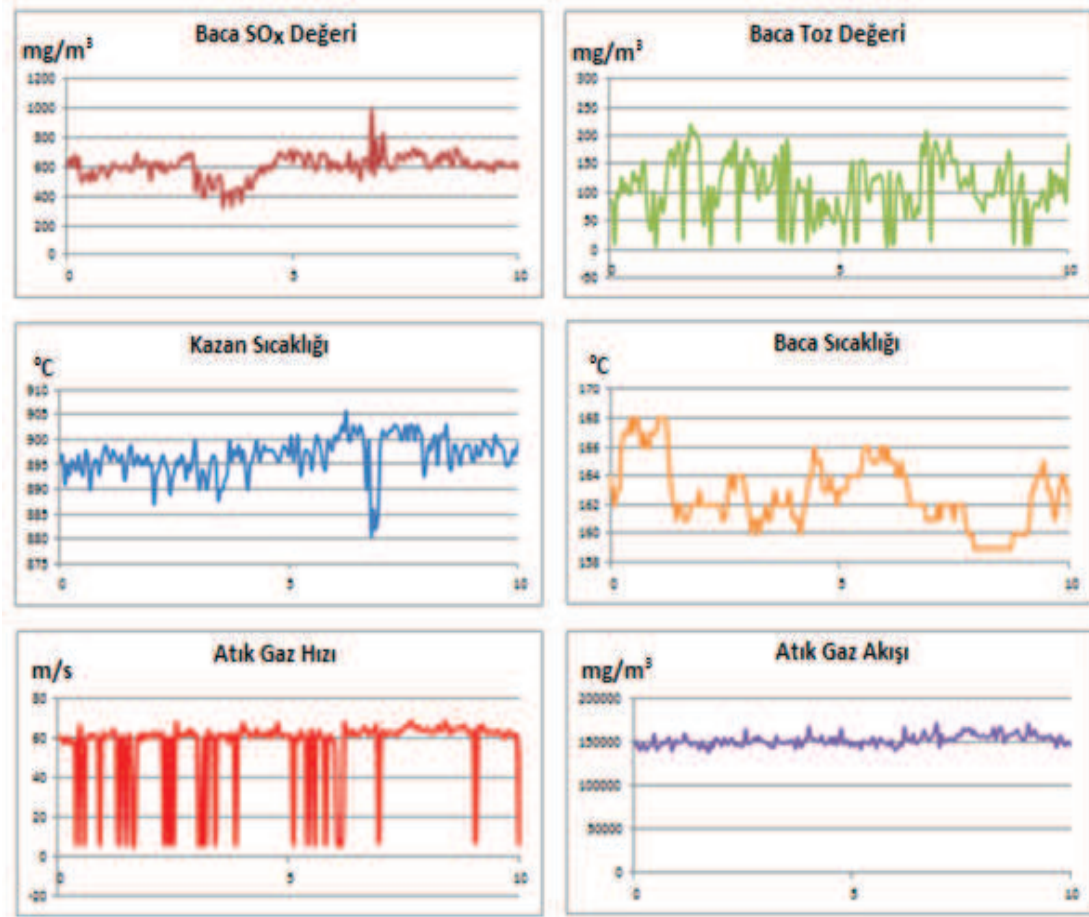 Baca SOx Değeri
mg/m³
1200
1000
800
600
400
200
0
0 5 10
Baca Toz Değeri
mg/m³
300
250
200
150
100
50
0
-50
0 5 10
Kazan Sıcaklığı
°C
910
905
900
895
890
885
880
875
0 5 10
Baca Sıcaklığı
°C
170
168
166
164
162
160
158
0 5 10
Atık Gaz Hızı
m/s
80
60
40
20
0
-20
0 5 10
Atık Gaz Akışı
mg/m³
200000
150000
100000
50000
0
0 5 10